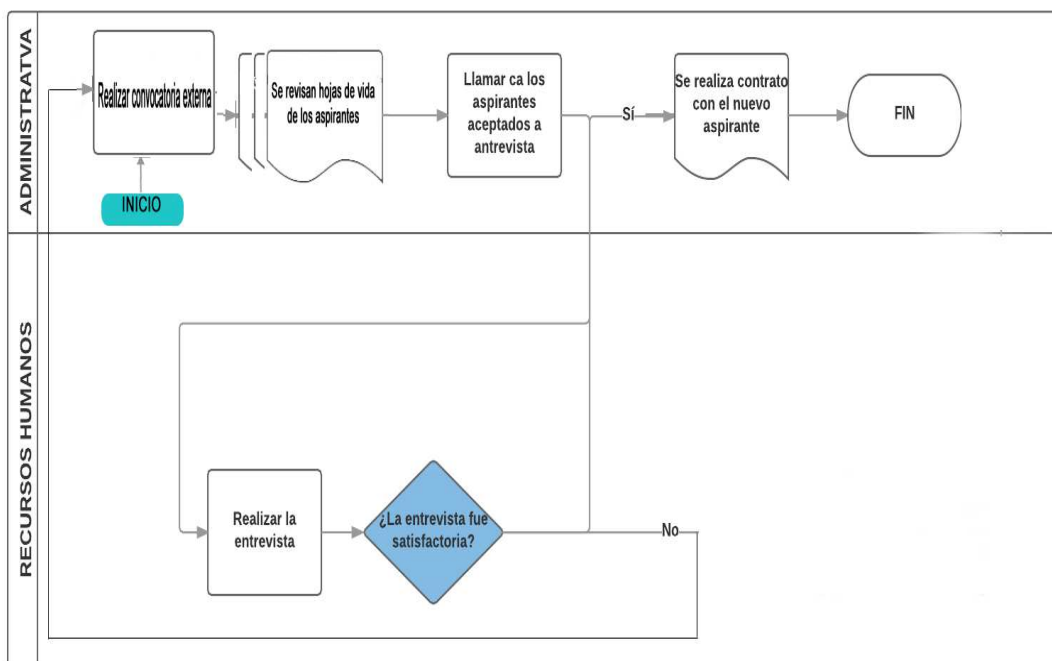 ADMINISTRATVA
Realizar convocatoria externa
INICIO
Se revisan hojas de vida
de los aspirantes
Llamar ca los
aspirantes
aceptados a
antrevista
Sí
Se realiza contrato
con el nuevo
aspirante
FIN
RECURSOS HUMANOS
Realizar la
entrevista
¿La entrevista fue
satisfactoria?
No